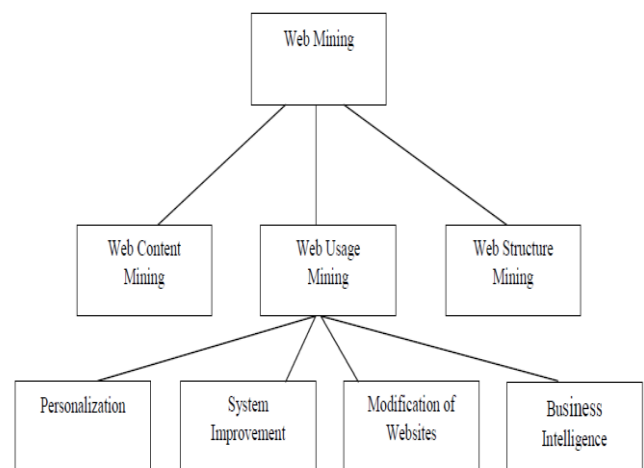 Web Mining
Web Content
Mining
Web Usage
Mining
Web Structure
Mining
Personalization
System
Improvement
Modification of
Websites
Business
Intelligence